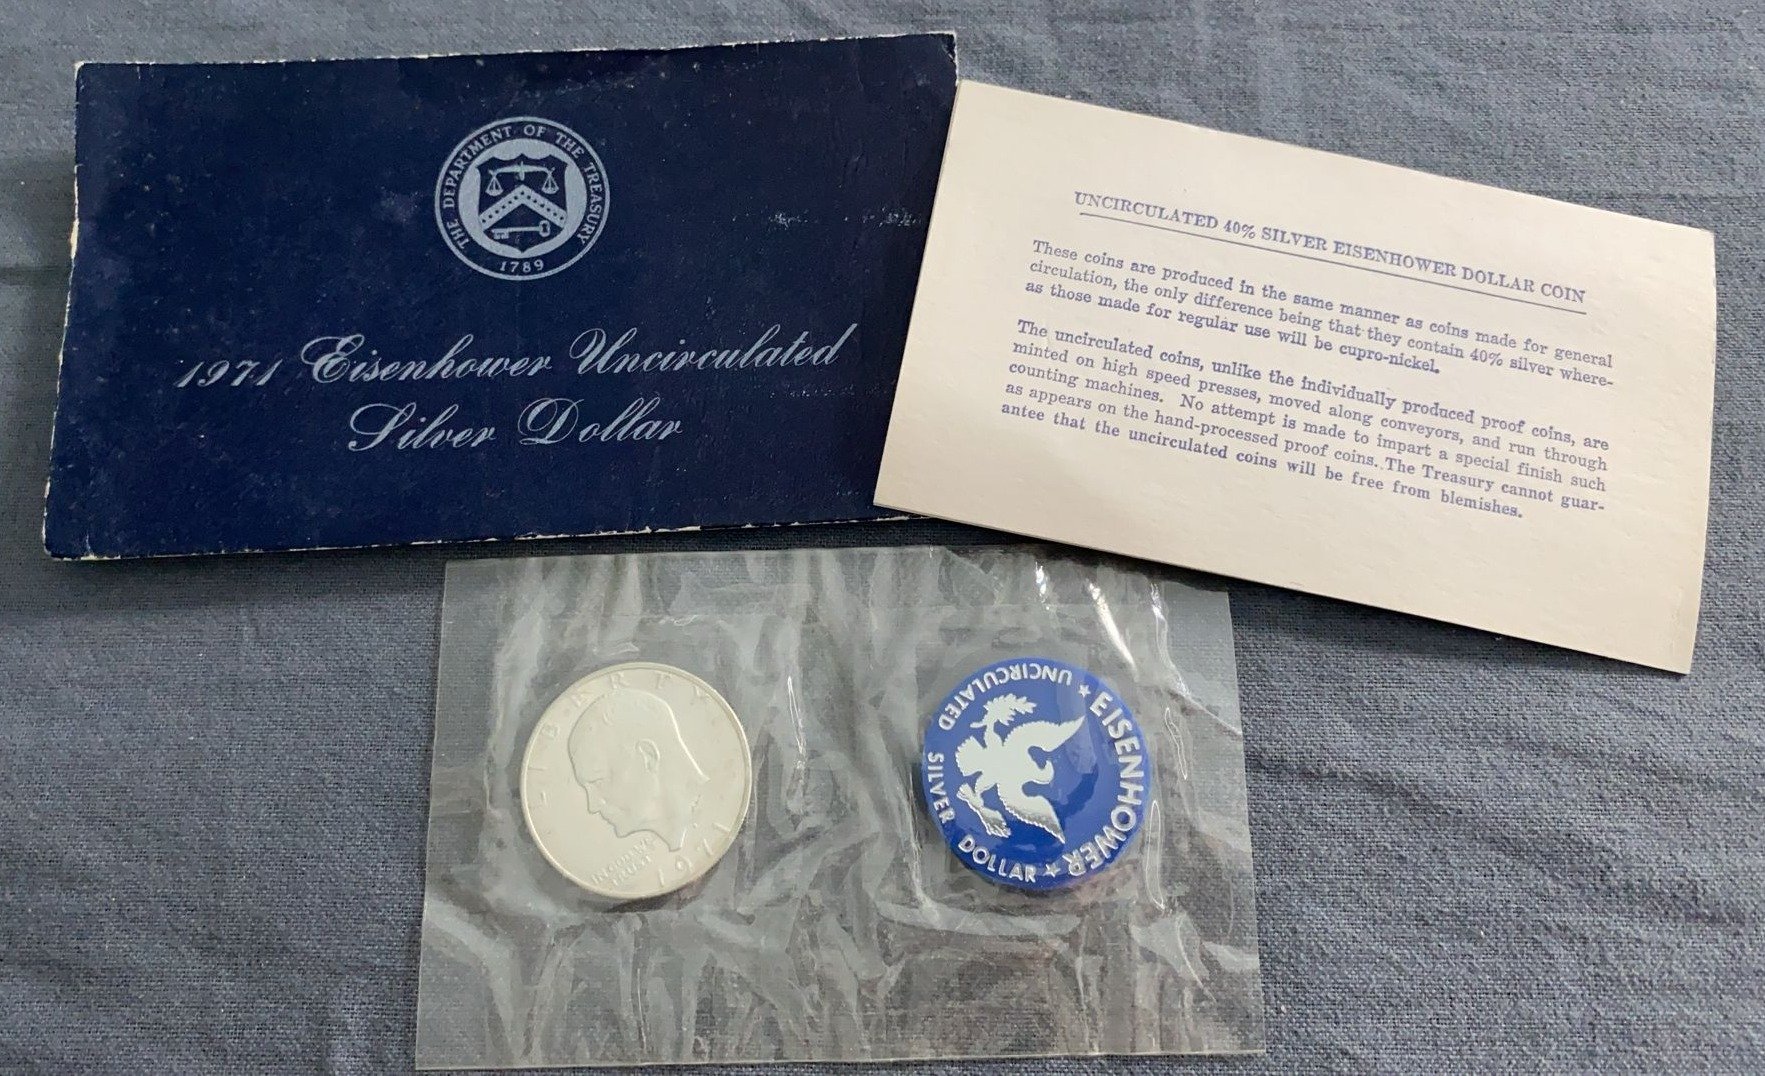 THE DEPARTMENT OF THE TREASURY
1789
1971 Eisenhower Uncirculated
Silver Dollar
UNCIRCULATED 40% SILVER EISENHOWER DOLLAR COIN
These coins are produced in the same manner as coins made for general
circulation, the only difference being that they contain 40% silver where-
as those made for regular use will be cupro-nickel.
The uncirculated coins, unlike the individually produced proof coins, are
minted on high speed presses, moved along conveyors, and run through
counting machines. No attempt is made to impart a special finish such
as appears on the hand-processed proof coins. The Treasury cannot guar-
antee that the uncirculated coins will be free from blemishes.
LIBERTY
IN GOD WE
TRUST
1971
★ EISENHOWER ★
UNCIRCULATED SILVER DOLLAR